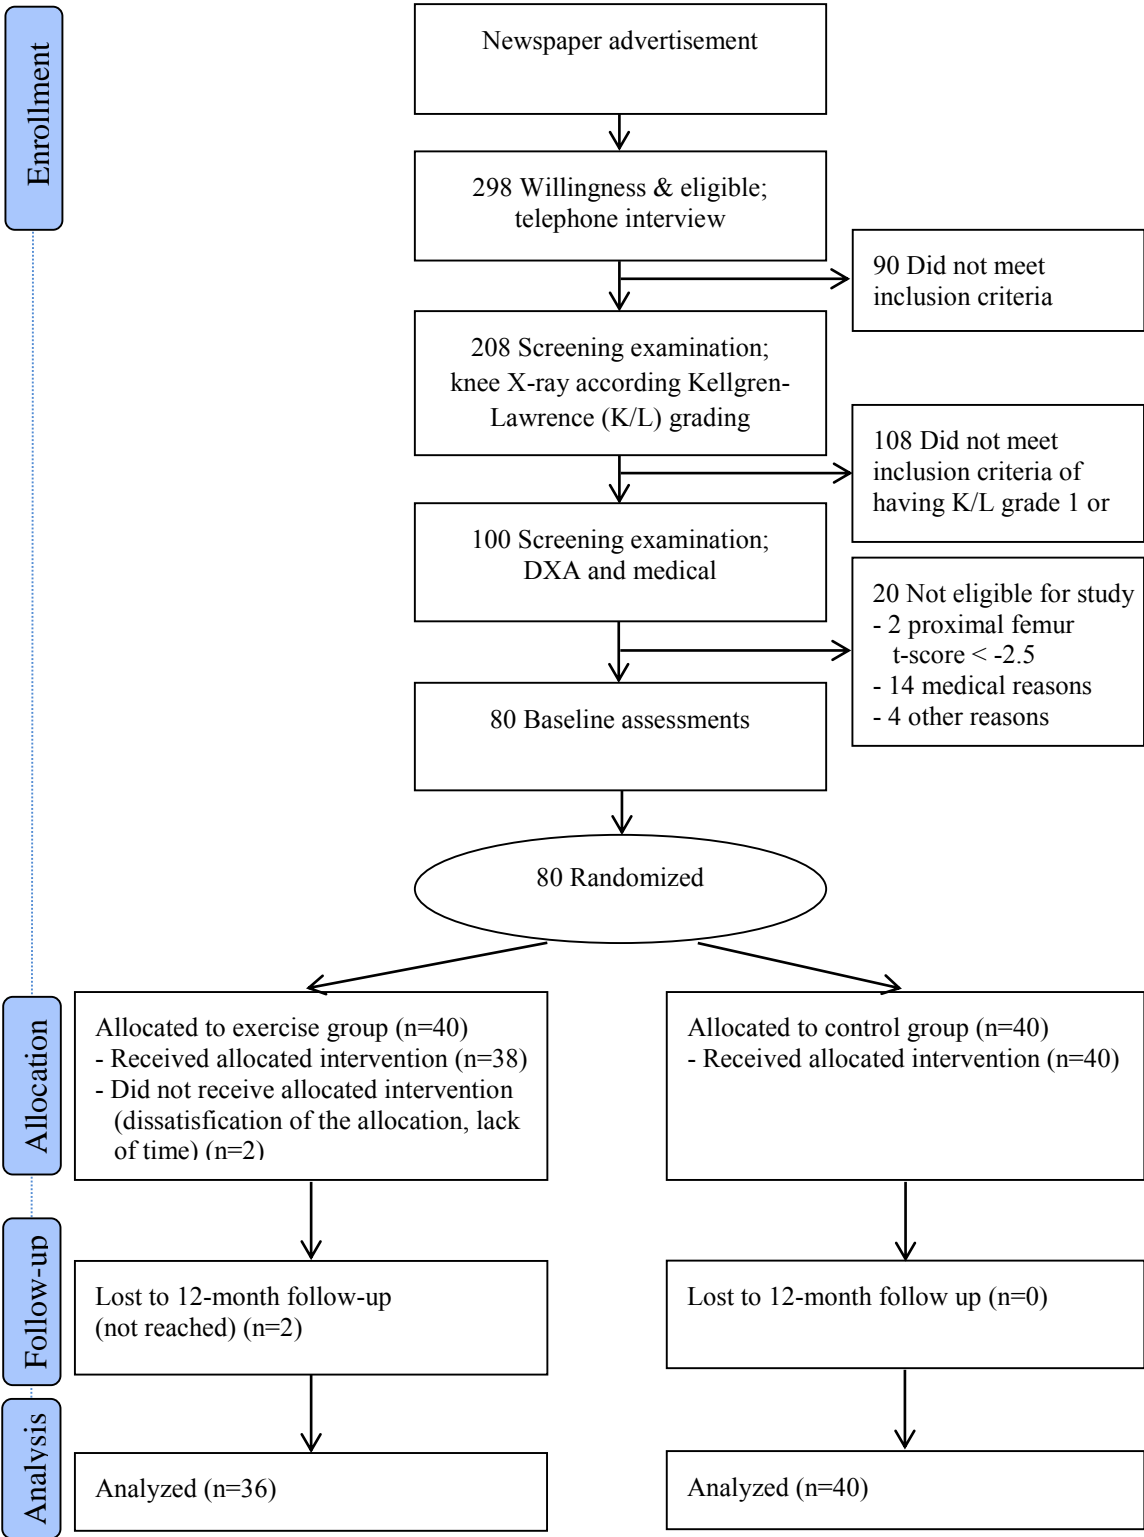 Enrollment
Newspaper advertisement
298 Willingness & eligible;
telephone interview
90 Did not meet
inclusion criteria
208 Screening examination;
knee X-ray according Kellgren-
Lawrence (K/L) grading
108 Did not meet
inclusion criteria of
having K/L grade 1 or
100 Screening examination;
DXA and medical
20 Not eligible for study
- 2 proximal femur
t-score < -2.5
- 14 medical reasons
- 4 other reasons
80 Baseline assessments
80 Randomized
Allocation
Allocated to exercise group (n=40)
- Received allocated intervention (n=38)
- Did not receive allocated intervention
(dissatisfication of the allocation, lack
of time) (n=2)
Allocated to control group (n=40)
- Received allocated intervention (n=40)
Follow-up
Lost to 12-month follow-up
(not reached) (n=2)
Lost to 12-month follow up (n=0)
Analysis
Analyzed (n=36)
Analyzed (n=40)